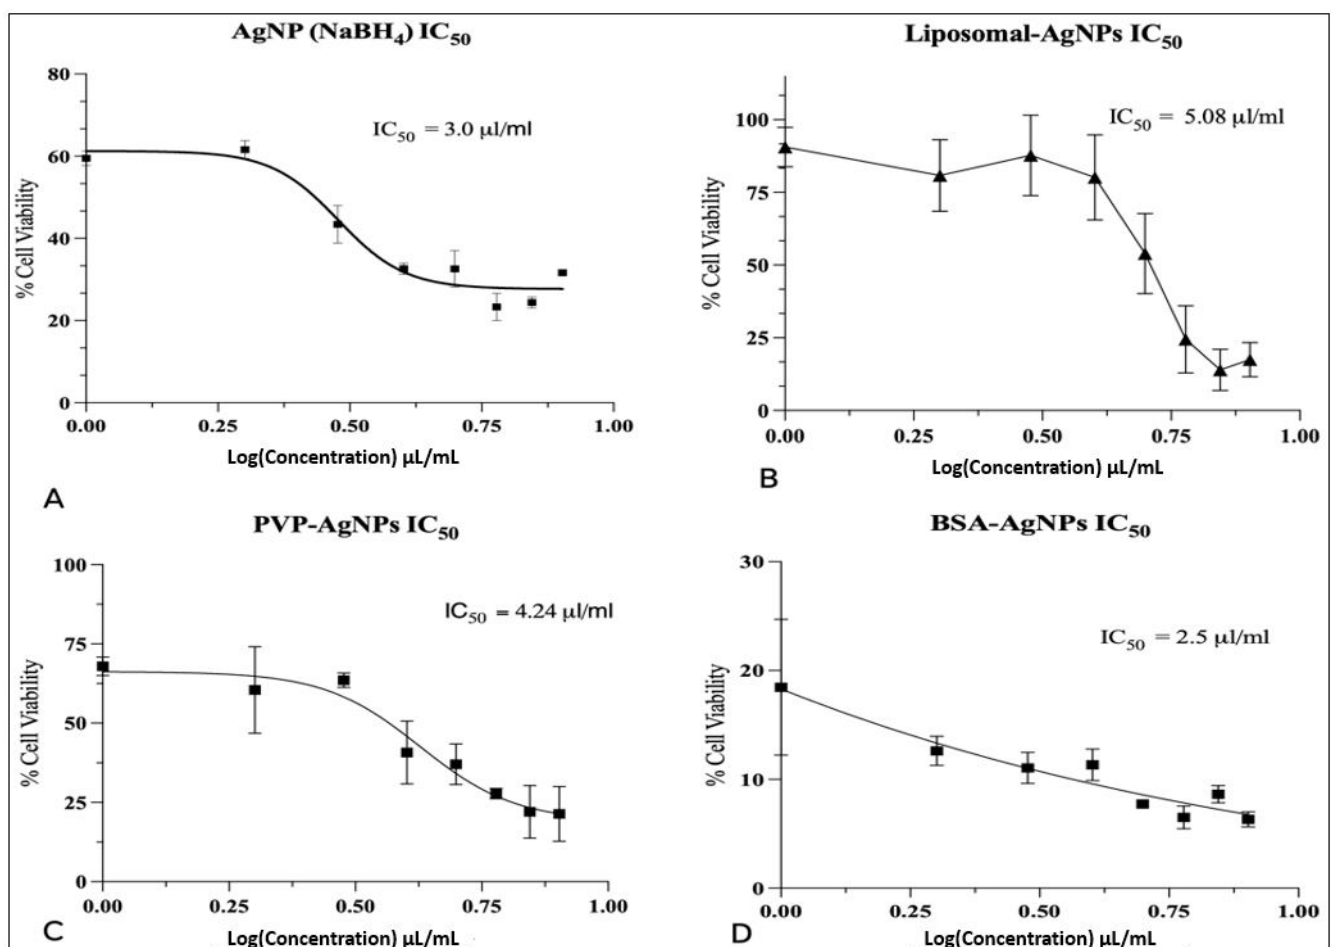 AgNP (NaBH₄) IC₅₀
IC₅₀ = 3.0 µl/ml
% Cell Viability
80
60
40
20
0
0.00 0.25 0.50 0.75 1.00
Log(Concentration) µL/mL
A
Liposomal-AgNPs IC₅₀
IC₅₀ = 5.08 µl/ml
% Cell Viability
100
75
50
25
0
0.00 0.25 0.50 0.75 1.00
Log(Concentration) µL/mL
B
PVP-AgNPs IC₅₀
IC₅₀ = 4.24 µl/ml
% Cell Viability
100
75
50
25
0
0.00 0.25 0.50 0.75 1.00
Log(Concentration) µL/mL
C
BSA-AgNPs IC₅₀
IC₅₀ = 2.5 µl/ml
% Cell Viability
30
20
10
0
0.00 0.25 0.50 0.75 1.00
Log(Concentration) µL/mL
D